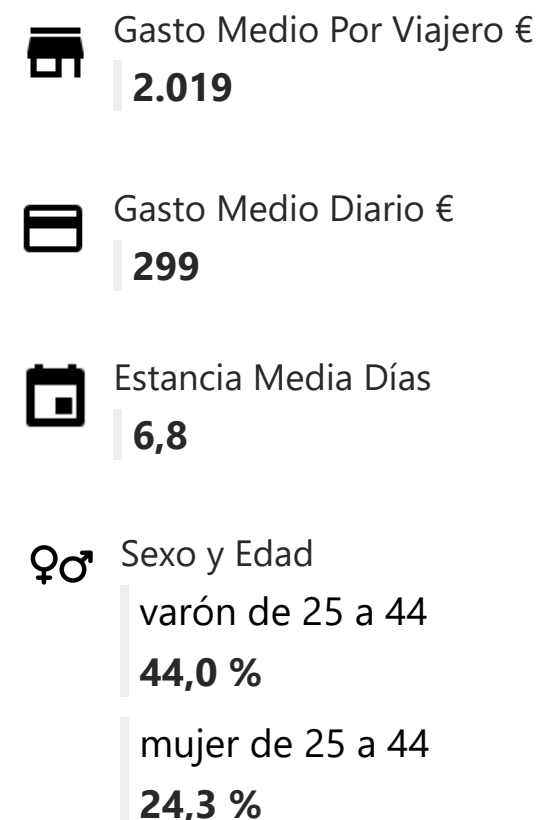 Gasto Medio Por Viajero €
2.019
Gasto Medio Diario €
299
Estancia Media Días
6,8
Sexo y Edad
varón de 25 a 44
44,0 %
mujer de 25 a 44
24,3 %